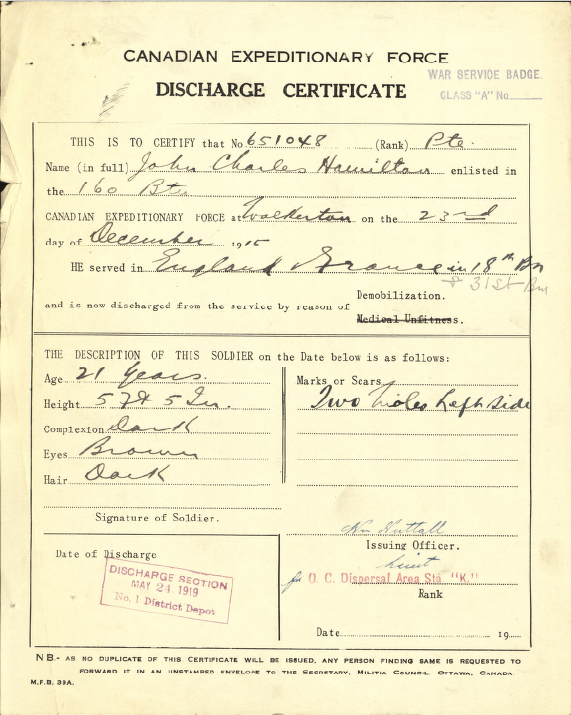 CANADIAN EXPEDITIONARY FORCE
WAR SERVICE BADGE.
CLASS "A" No
DISCHARGE CERTIFICATE
THIS IS TO CERTIFY that No 651048 (Rank) Pte.
Name (in full) John Charles Hamilton enlisted in
the 160 Btn
CANADIAN EXPEDITIONARY FORCE at Walkerton on the 23rd
day of December 1915
HE served in England France in 18th Bn
& 31st Bn
and is now discharged from the service by reason of Demobilization.
Medical Unfitness.
THE DESCRIPTION OF THIS SOLDIER on the Date below is as follows:
Age 21 Years.
Height 5 Ft 5 In.
Complexion Dark
Eyes Brown
Hair Dark
Marks or Scars
Two moles Left Side
Signature of Soldier.
Nuttall
Issuing Officer.
Lieut
for O. C. Dispersal Area Sta. "K."
Rank
Date of Discharge
DISCHARGE SECTION
MAY 24 1919
No. 1 District Depot
Date 19
NB.- AS NO DUPLICATE OF THIS CERTIFICATE WILL BE ISSUED, ANY PERSON FINDING SAME IS REQUESTED TO
FORWARD IT IN AN UNSTAMPED ENVELOPE TO THE SECRETARY, MILITIA COUNCIL, OTTAWA, CANADA.
M.F.B. 39A.